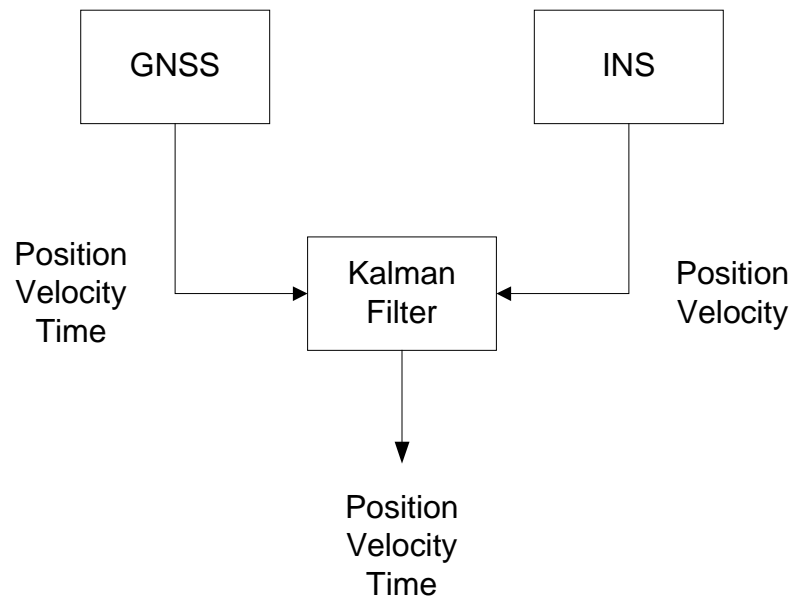 GNSS
INS
Position
Velocity
Time
Kalman
Filter
Position
Velocity
Position
Velocity
Time